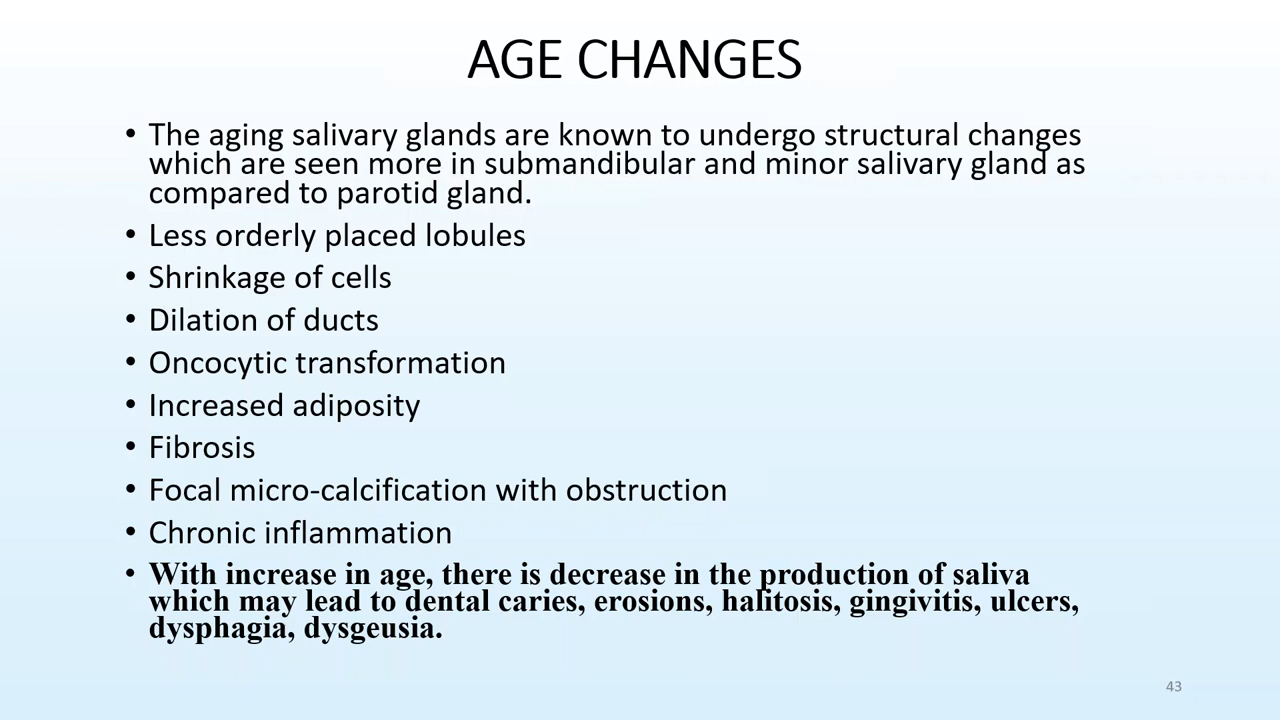 AGE CHANGES
• The aging salivary glands are known to undergo structural changes
which are seen more in submandibular and minor salivary gland as
compared to parotid gland.
• Less orderly placed lobules
• Shrinkage of cells
• Dilation of ducts
• Oncocytic transformation
• Increased adiposity
• Fibrosis
• Focal micro-calcification with obstruction
• Chronic inflammation
• With increase in age, there is decrease in the production of saliva
which may lead to dental caries, erosions, halitosis, gingivitis, ulcers,
dysphagia, dysgeusia.
43